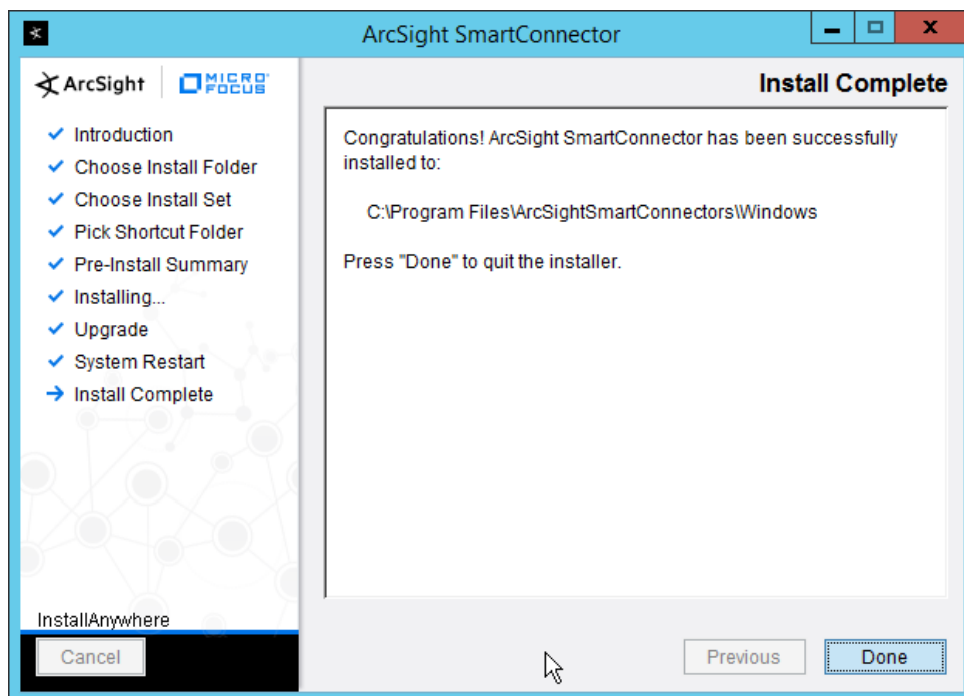 ArcSight SmartConnector
ArcSight
MICRO
FOCUS
Install Complete
Introduction
Choose Install Folder
Choose Install Set
Pick Shortcut Folder
Pre-Install Summary
Installing...
Upgrade
System Restart
Install Complete
Congratulations! ArcSight SmartConnector has been successfully
installed to:
C:\Program Files\ArcSightSmartConnectors\Windows
Press "Done" to quit the installer.
InstallAnywhere
Cancel
Previous
Done